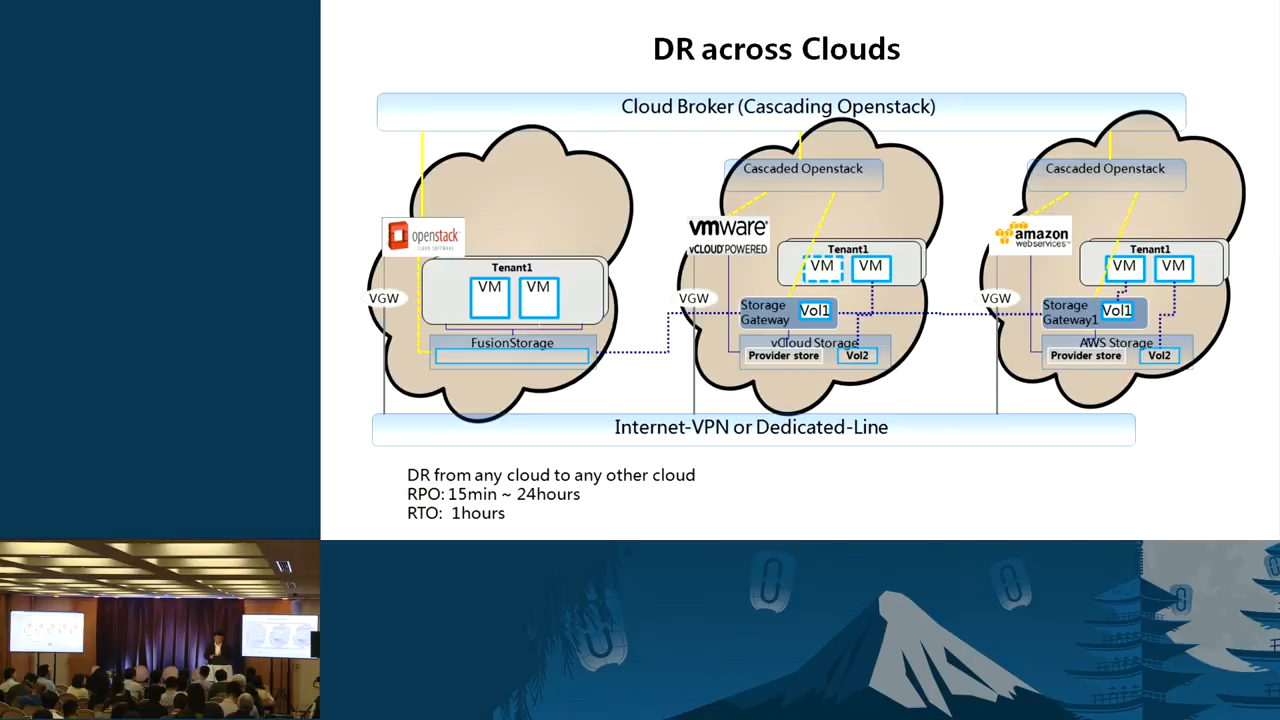 DR across Clouds
Cloud Broker (Cascading Openstack)
openstack
CLOUD SOFTWARE
Tenant1
VM
VM
VGW
FusionStorage
Cascaded Openstack
vmware
vCLOUD POWERED
Tenant1
VM
VM
VGW
Storage
Gateway
Vol1
vCloud Storage
Provider store
Vol2
Cascaded Openstack
amazon
webservices
Tenant1
VM
VM
VGW
Storage
Gateway1
Vol1
AWS Storage
Provider store
Vol2
Internet-VPN or Dedicated-Line
DR from any cloud to any other cloud
RPO: 15min ~ 24hours
RTO: 1hours